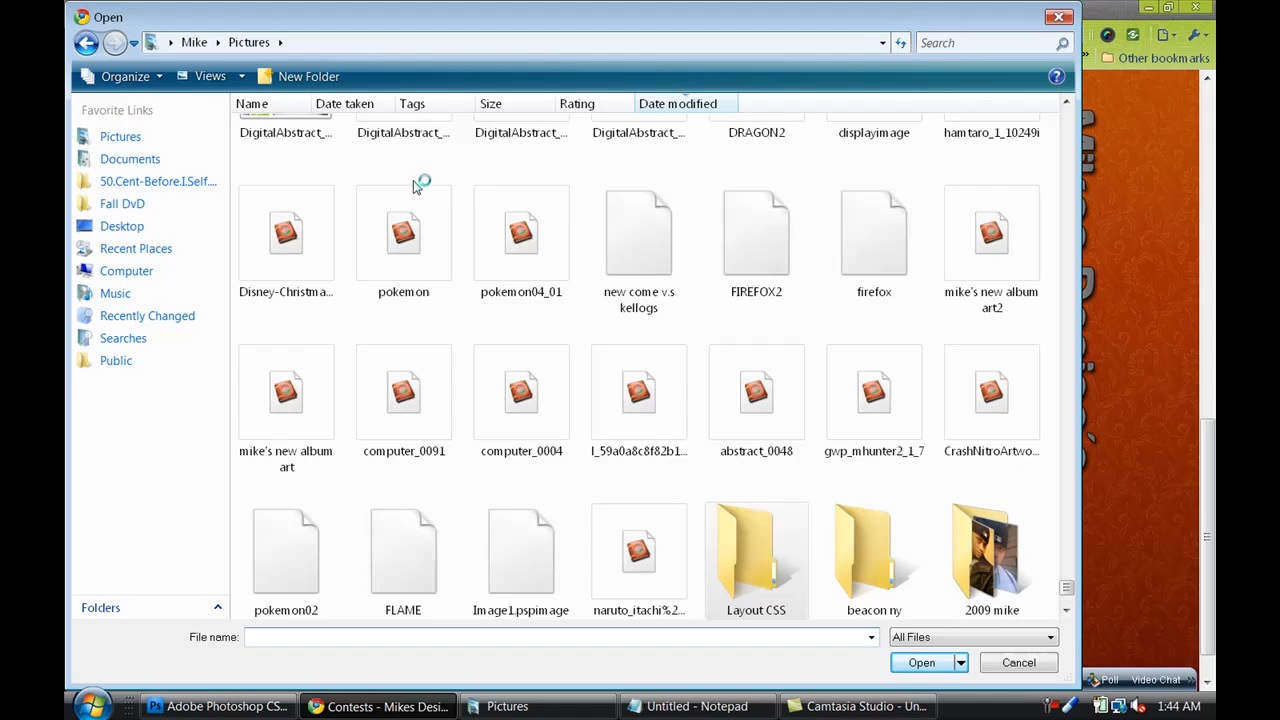 Open
Mike
Pictures
Search
Other bookmarks
Organize
Views
New Folder
Favorite Links
Pictures
Documents
50.Cent-Before.I.Self....
Fall DvD
Desktop
Recent Places
Computer
Music
Recently Changed
Searches
Public
Folders
Name
Date taken
Tags
Size
Rating
Date modified
DigitalAbstract_...
DigitalAbstract_...
DigitalAbstract_...
DigitalAbstract_...
DRAGON2
displayimage
hamtaro_1_10249i
Disney-Christma...
pokemon
pokemon04_01
new come v.s
kellogs
FIREFOX2
firefox
mike's new album
art2
mike's new album
art
computer_0091
computer_0004
l_59a0a8c8f82b1...
abstract_0048
gwp_mhunter2_1_7
CrashNitroArtwo...
pokemon02
FLAME
Image1.pspimage
naruto_itachi%2...
Layout CSS
beacon ny
2009 mike
File name:
All Files
Open
Cancel
Poll
Video Chat
Adobe Photoshop CS...
Contests - Mikes Desi...
Pictures
Untitled - Notepad
Camtasia Studio - Un...
1:44 AM